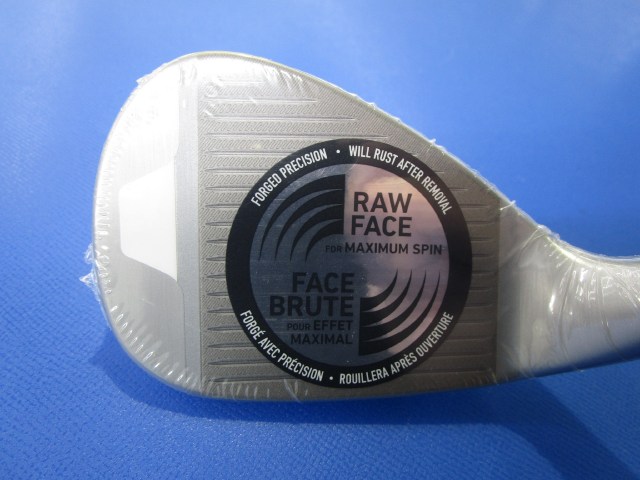 FORGED PRECISION • WILL RUST AFTER REMOVAL
RAW
FACE
FOR MAXIMUM SPIN
FACE
BRUTE
POUR EFFET
MAXIMAL
FORGÉ AVEC PRÉCISION • ROUILLERA APRÈS OUVERTURE